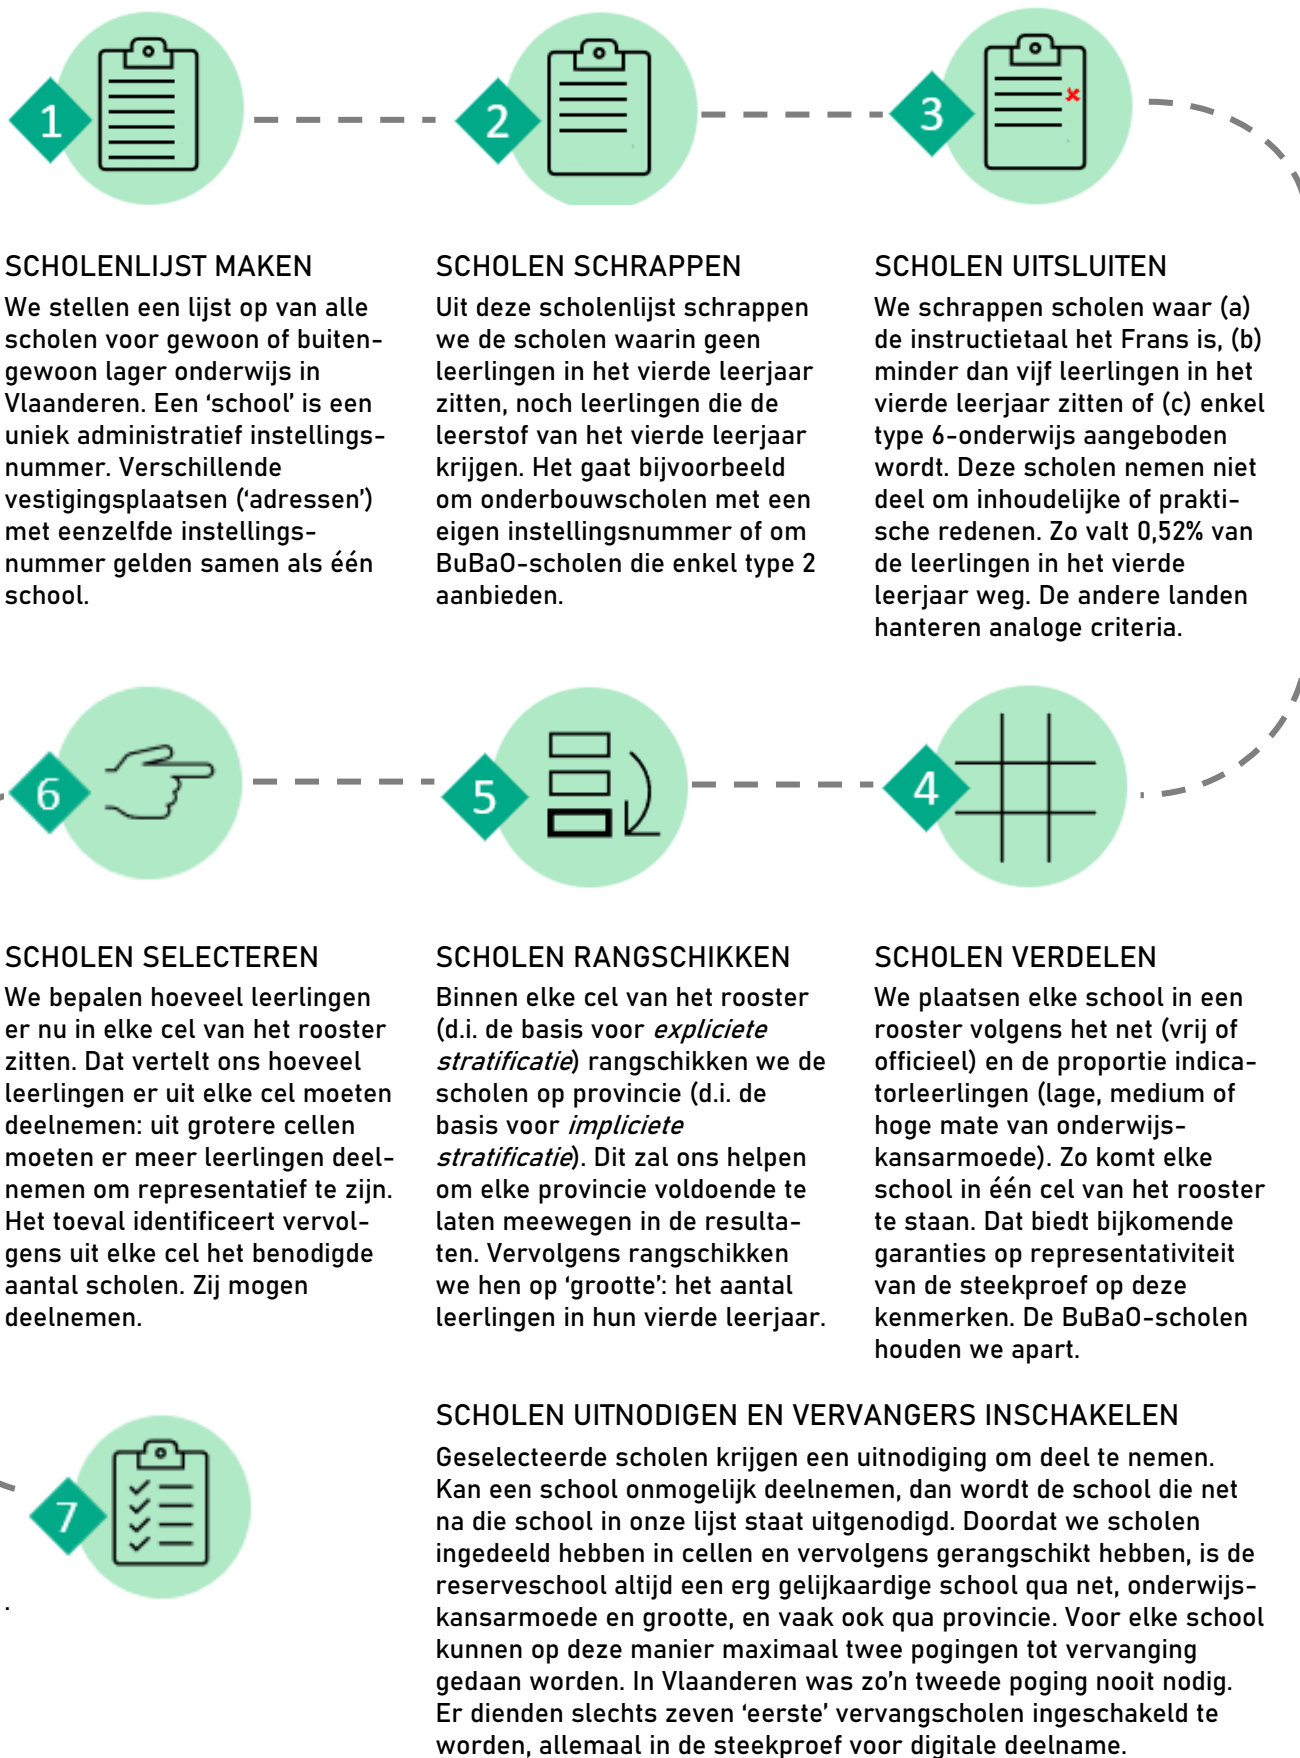 1
SCHOLENLIJST MAKEN
We stellen een lijst op van alle
scholen voor gewoon of buiten-
gewoon lager onderwijs in
Vlaanderen. Een ‘school’ is een
uniek administratief instellings-
nummer. Verschillende
vestigingsplaatsen (‘adressen’)
met eenzelfde instellings-
nummer gelden samen als één
school.
2
SCHOLEN SCHRAPPEN
Uit deze scholenlijst schrappen
we de scholen waarin geen
leerlingen in het vierde leerjaar
zitten, noch leerlingen die de
leerstof van het vierde leerjaar
krijgen. Het gaat bijvoorbeeld
om onderbouwscholen met een
eigen instellingsnummer of om
BuBaO-scholen die enkel type 2
aanbieden.
3
SCHOLEN UITSLUITEN
We schrappen scholen waar (a)
de instructietaal het Frans is, (b)
minder dan vijf leerlingen in het
vierde leerjaar zitten of (c) enkel
type 6-onderwijs aangeboden
wordt. Deze scholen nemen niet
deel om inhoudelijke of prakti-
sche redenen. Zo valt 0,52% van
de leerlingen in het vierde
leerjaar weg. De andere landen
hanteren analoge criteria.
4
SCHOLEN VERDELEN
We plaatsen elke school in een
rooster volgens het net (vrij of
officieel) en de proportie indica-
torleerlingen (lage, medium of
hoge mate van onderwijs-
kansarmoede). Zo komt elke
school in één cel van het rooster
te staan. Dat biedt bijkomende
garanties op representativiteit
van de steekproef op deze
kenmerken. De BuBaO-scholen
houden we apart.
5
SCHOLEN RANGSCHIKKEN
Binnen elke cel van het rooster
(d.i. de basis voor expliciete
stratificatie) rangschikken we de
scholen op provincie (d.i. de
basis voor impliciete
stratificatie). Dit zal ons helpen
om elke provincie voldoende te
laten meewegen in de resulta-
ten. Vervolgens rangschikken
we hen op ‘grootte’: het aantal
leerlingen in hun vierde leerjaar.
6
SCHOLEN SELECTEREN
We bepalen hoeveel leerlingen
er nu in elke cel van het rooster
zitten. Dat vertelt ons hoeveel
leerlingen er uit elke cel moeten
deelnemen: uit grotere cellen
moeten er meer leerlingen deel-
nemen om representatief te zijn.
Het toeval identificeert vervol-
gens uit elke cel het benodigde
aantal scholen. Zij mogen
deelnemen.
7
.
SCHOLEN UITNODIGEN EN VERVANGERS INSCHAKELEN
Geselecteerde scholen krijgen een uitnodiging om deel te nemen.
Kan een school onmogelijk deelnemen, dan wordt de school die net
na die school in onze lijst staat uitgenodigd. Doordat we scholen
ingedeeld hebben in cellen en vervolgens gerangschikt hebben, is de
reserveschool altijd een erg gelijkaardige school qua net, onderwijs-
kansarmoede en grootte, en vaak ook qua provincie. Voor elke school
kunnen op deze manier maximaal twee pogingen tot vervanging
gedaan worden. In Vlaanderen was zo’n tweede poging nooit nodig.
Er dienden slechts zeven ‘eerste’ vervangscholen ingeschakeld te
worden, allemaal in de steekproef voor digitale deelname.